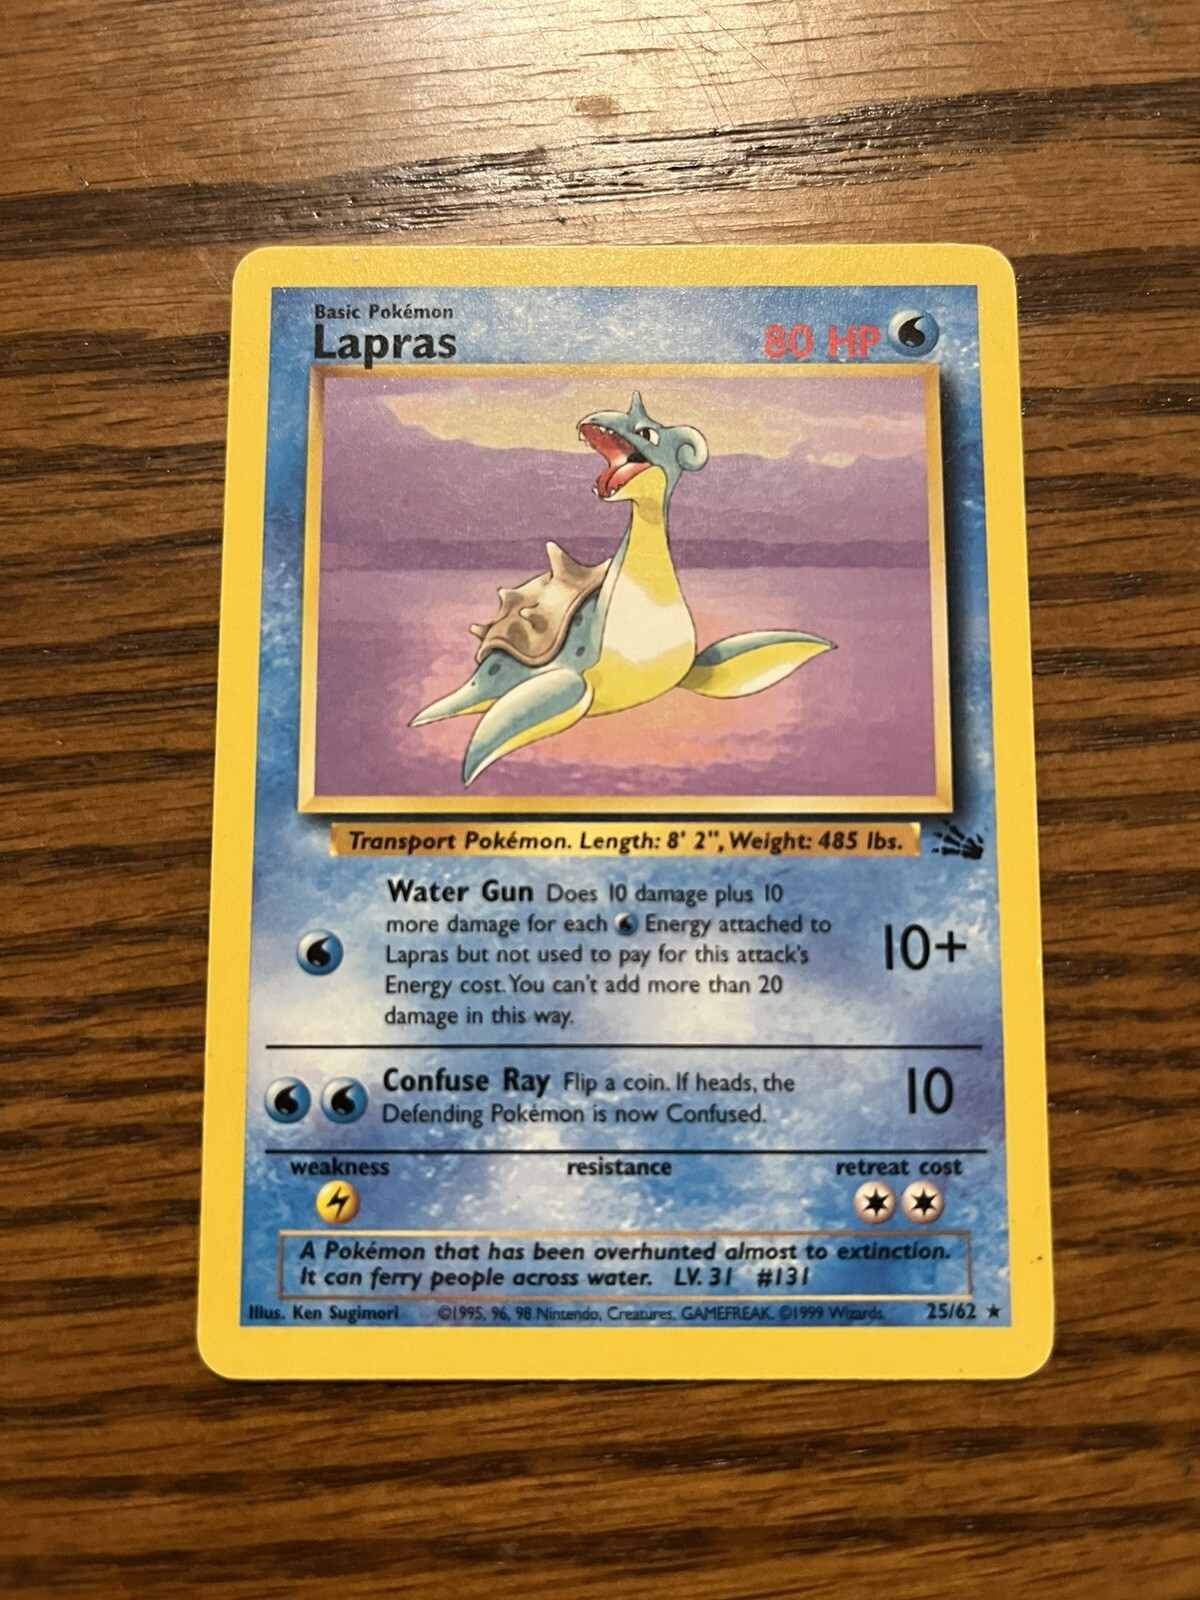 Basic Pokémon
Lapras
80 HP
Transport Pokémon. Length: 8' 2", Weight: 485 lbs.
Water Gun Does 10 damage plus 10
more damage for each Energy attached to
Lapras but not used to pay for this attack's
Energy cost. You can't add more than 20
damage in this way.
10+
Confuse Ray Flip a coin. If heads, the
Defending Pokémon is now Confused.
10
weakness resistance retreat cost
A Pokémon that has been overhunted almost to extinction.
It can ferry people across water. LV. 31 #131
Illus. Ken Sugimori ©1995, 96, 98 Nintendo, Creatures, GAMEFREAK. ©1999 Wizards. 25/62 ★